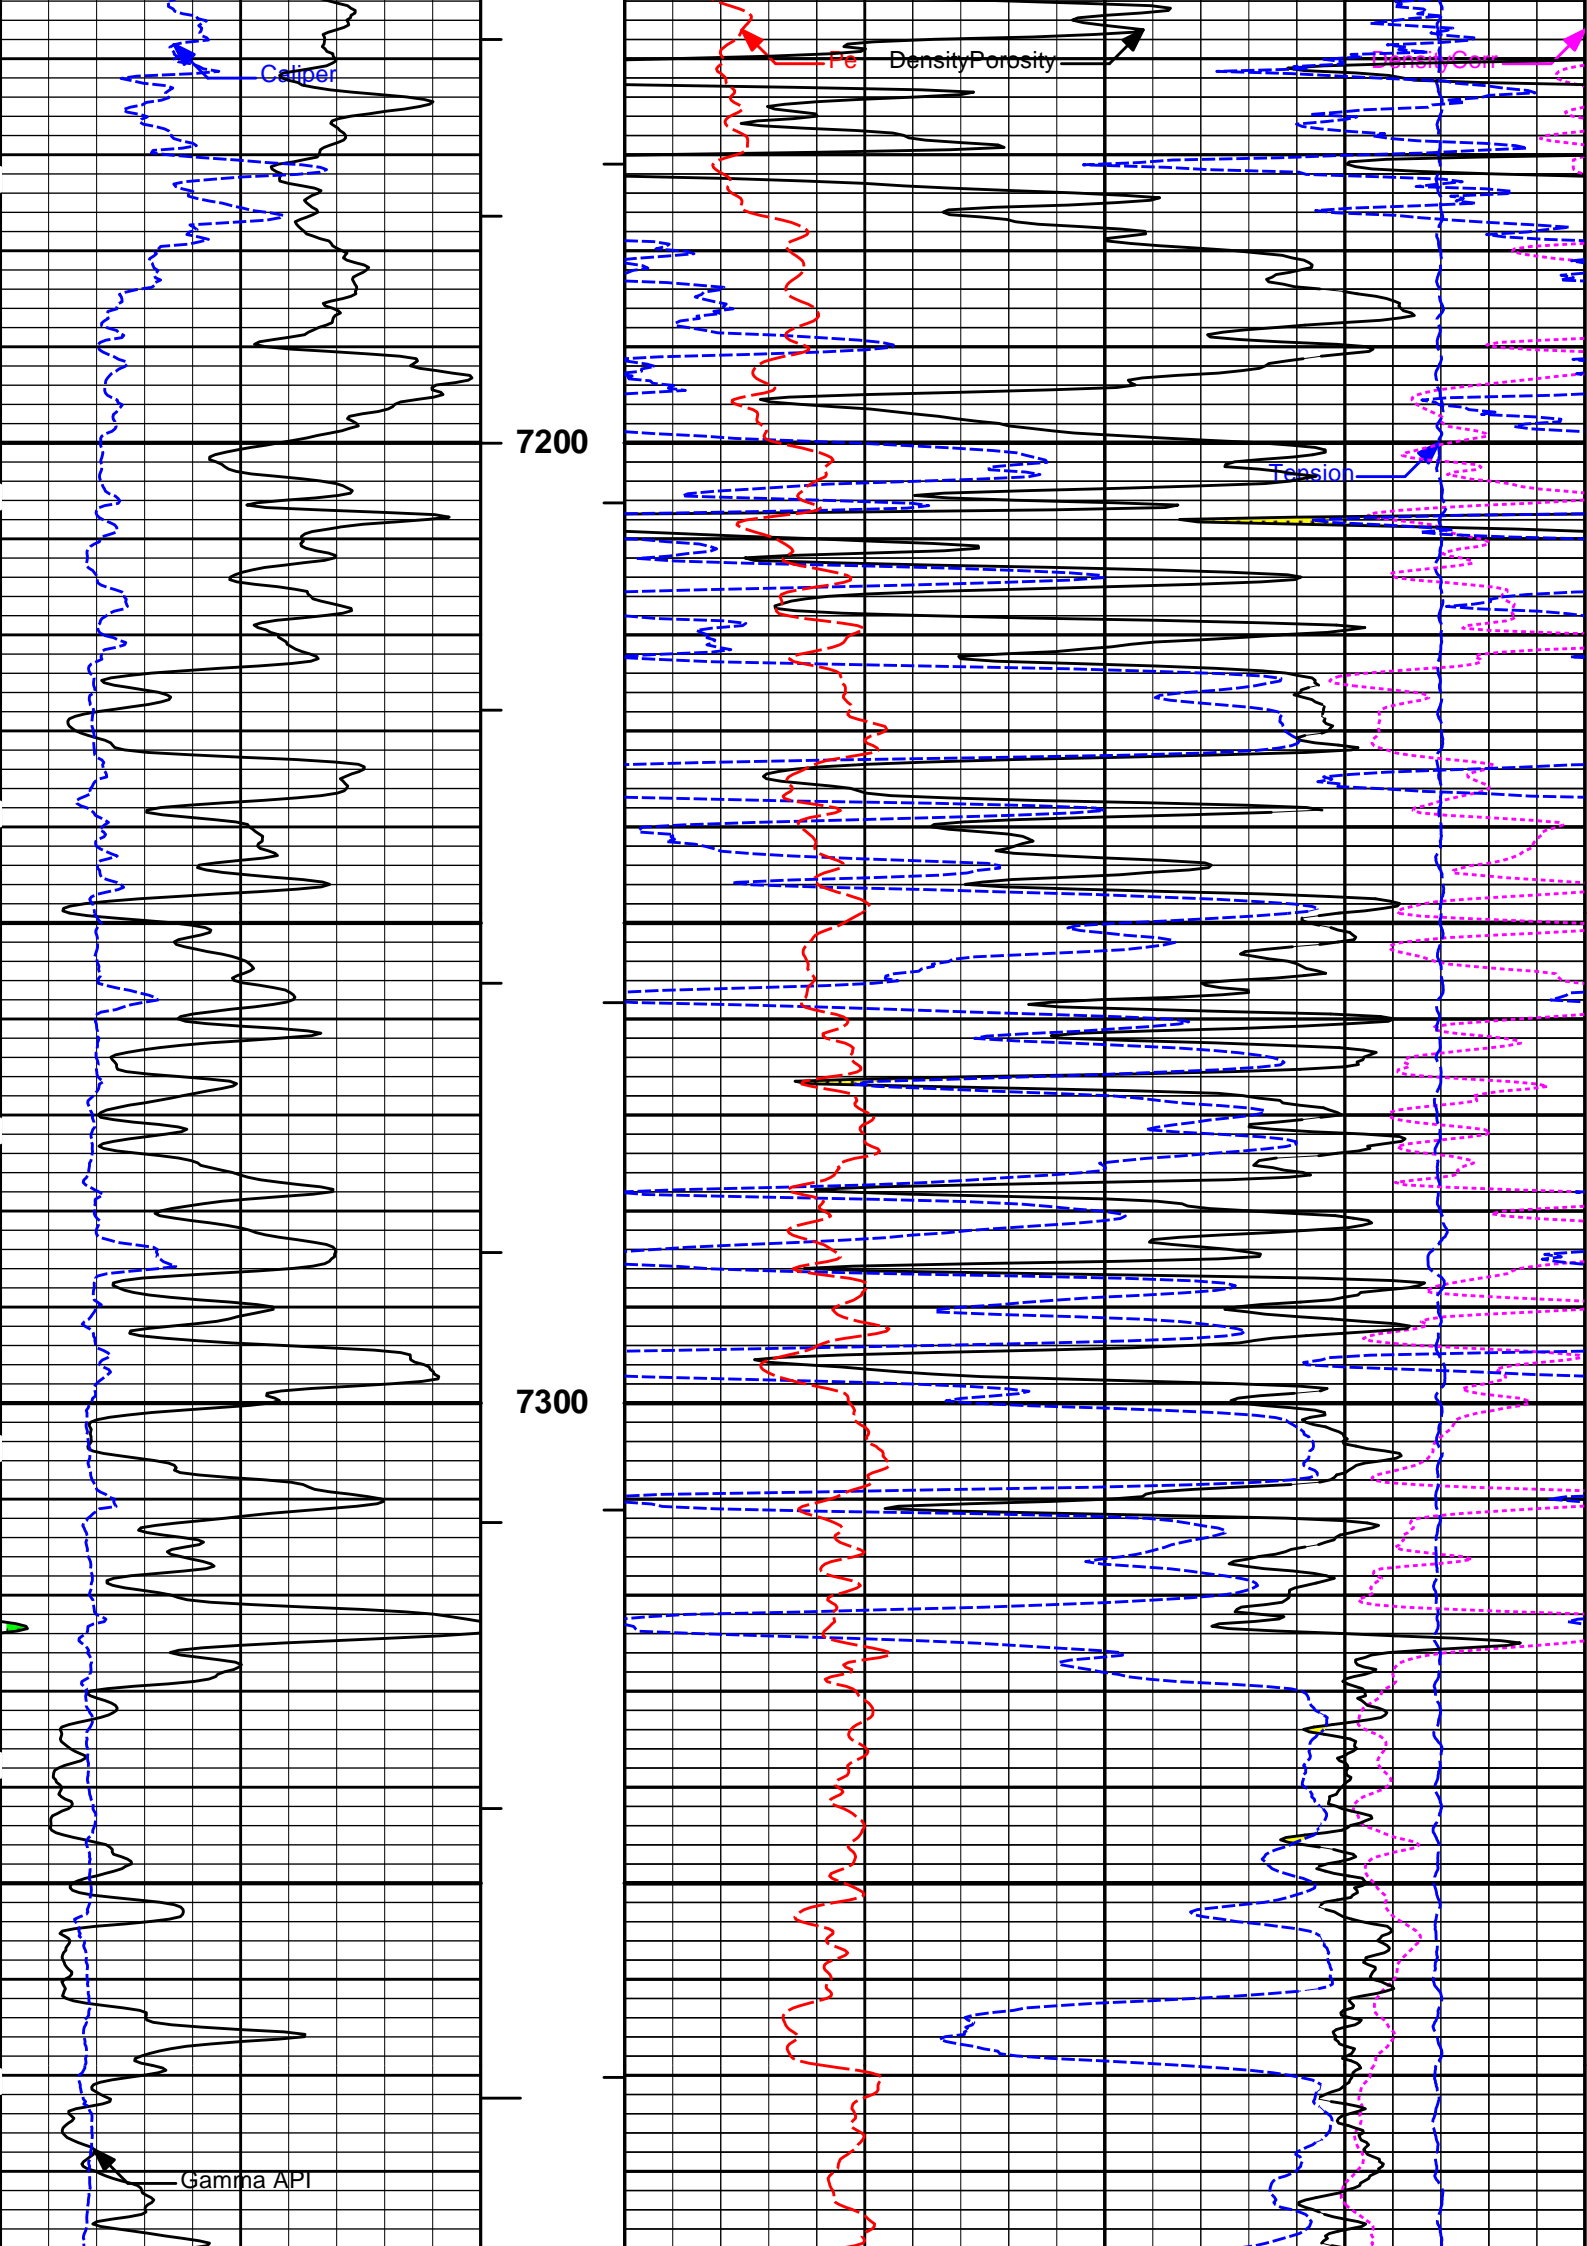 Pe
DensityPorosity
DensityCorr
Caliper
7200
Tension
7300
Gamma API